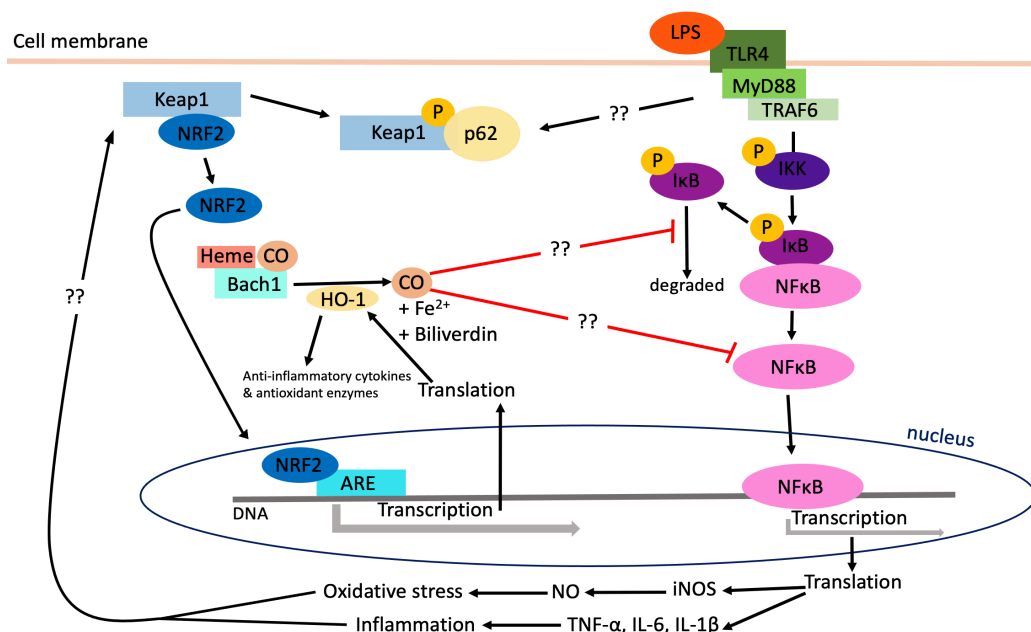 Cell membrane
LPS
TLR4
MyD88
TRAF6
Keap1
NRF2
P
Keap1
p62
??
P
IκB
P
IKK
NRF2
P
IκB
Heme
CO
Bach1
HO-1
CO
+ Fe²⁺
+ Biliverdin
??
degraded
NFκB
??
??
NFκB
Anti-inflammatory cytokines
& antioxidant enzymes
Translation
nucleus
NRF2
ARE
NFκB
DNA
Transcription
Transcription
Translation
Oxidative stress
NO
iNOS
Inflammation
TNF-α, IL-6, IL-1β